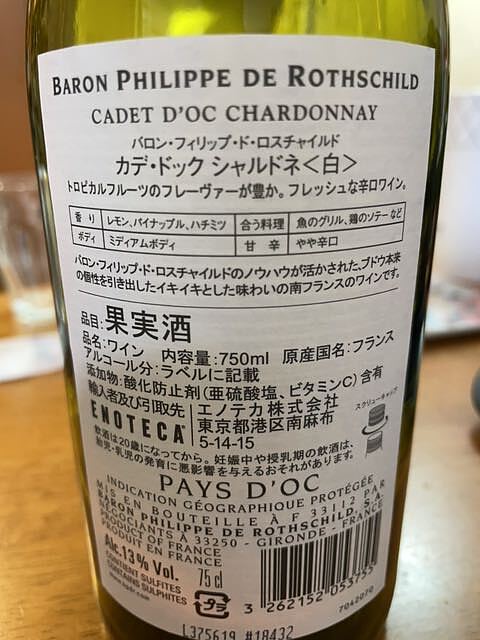 BARON PHILIPPE DE ROTHSCHILD
CADET D'OC CHARDONNAY
バロン・フィリップ・ド・ロスチャイルド
カデ・ドック シャルドネ<白>
トロピカルフルーツのフレーヴァーが豊か。フレッシュな辛口ワイン。
香り レモン、パイナップル、ハチミツ 合う料理 魚のグリル、鶏のソテーなど
ボディ ミディアムボディ 甘辛 やや辛口
バロン・フィリップ・ド・ロスチャイルドのノウハウが活かされた、ブドウ本来
の個性を引き出したイキイキとした味わいの南フランスのワインです。
品目:果実酒
品名:ワイン 内容量:750ml 原産国名:フランス
アルコール分:ラベルに記載
添加物:酸化防止剤(亜硫酸塩、ビタミンC)含有
輸入者及び引取先 エノテカ株式会社
ENOTECA 東京都港区南麻布
5-14-15
スクリューキャップ
飲酒は20歳になってから。妊娠中や授乳期の飲酒は、
胎児・乳児の発育に悪影響を与えるおそれがあります。
PAYS D'OC
INDICATION GÉOGRAPHIQUE PROTÉGÉE
MIS EN BOUTEILLE À F 33112 PAR
BARON PHILIPPE DE ROTHSCHILD, S.A.
NÉGOCIANTS À 33250 - GIRONDE - FRANCE
PRODUCT OF FRANCE
PRODUIT EN FRANCE
Alc.13% Vol.
CONTIENT SULFITES
CONTAINS SULPHITES
www.bpdr.com
75 cl
プラ
3 262152 053755
7042070
L375619 #18432